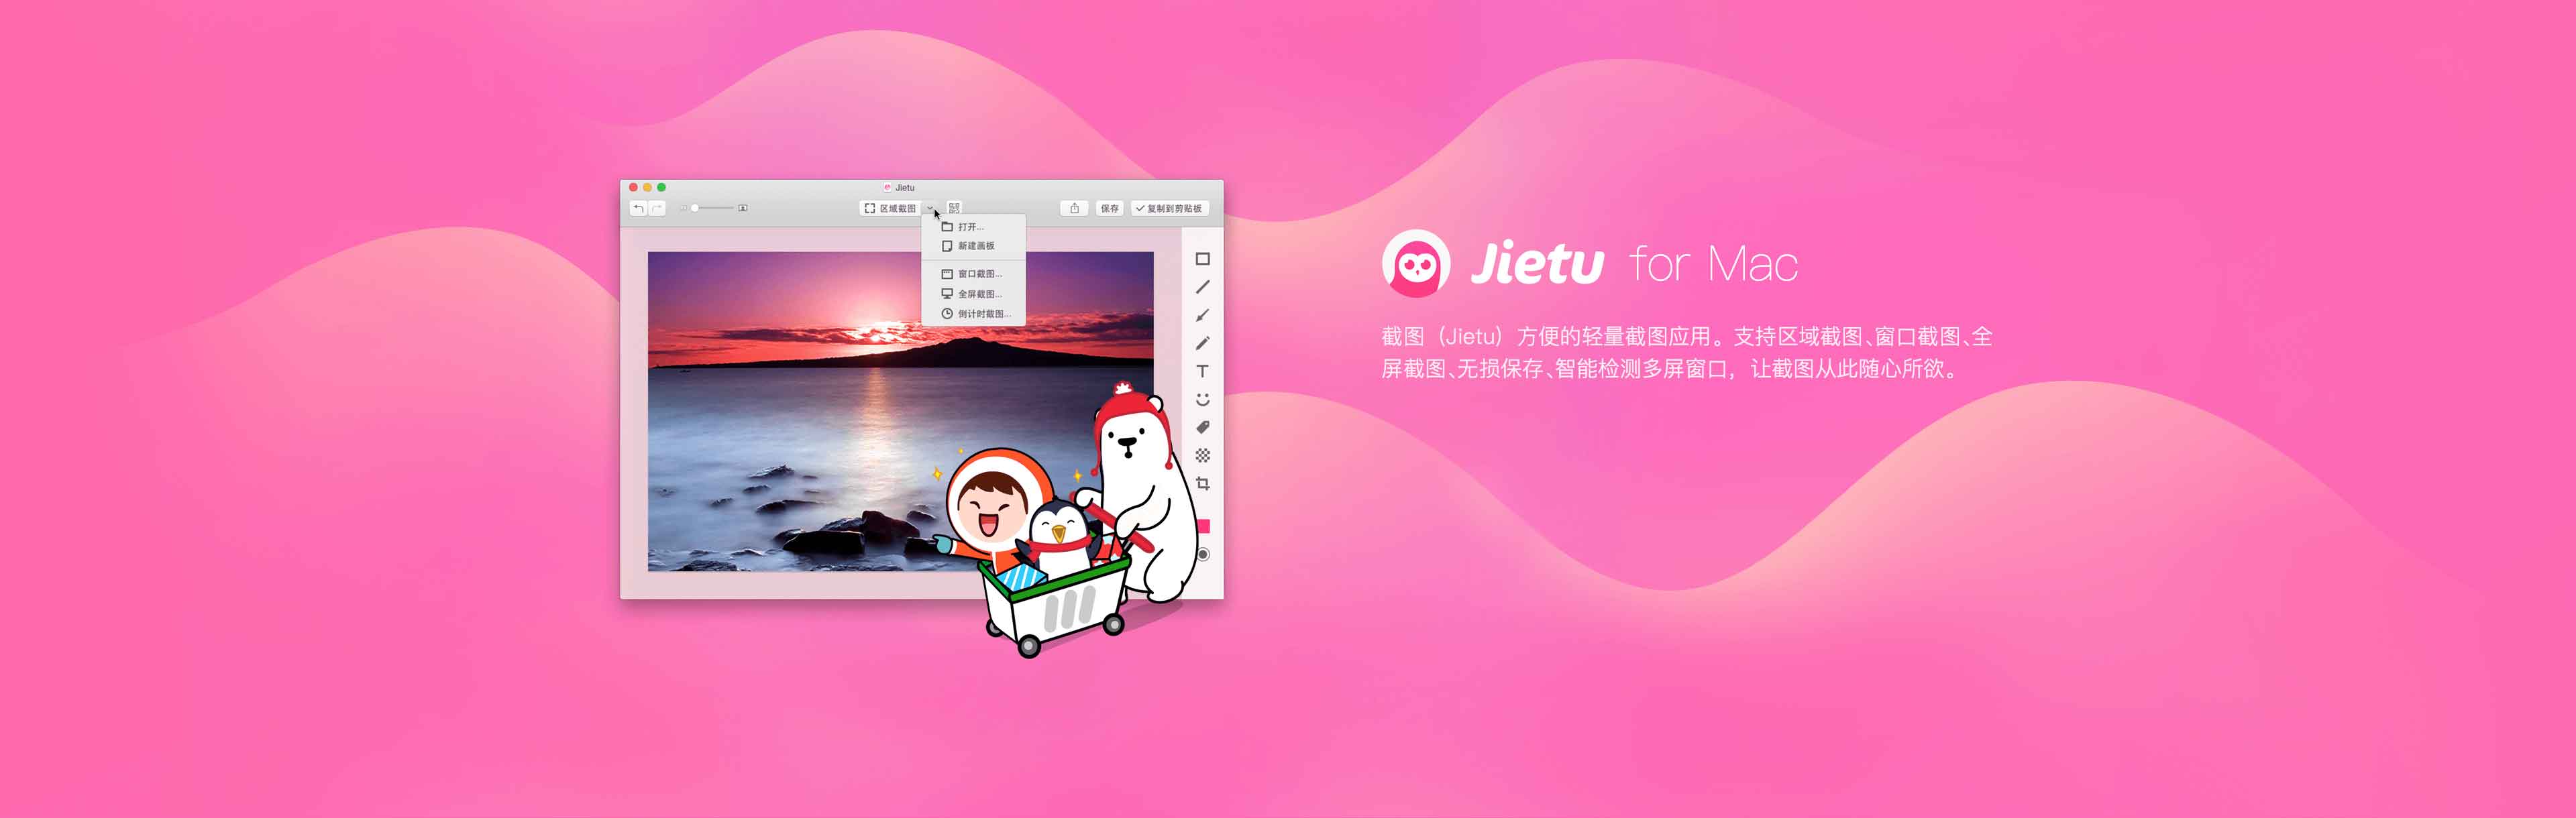 Jietu
区域截图
保存
复制到剪贴板
打开...
新建画板
窗口截图...
全屏截图...
倒计时截图...
T
Jietu for Mac
截图（Jietu）方便的轻量截图应用。支持区域截图、窗口截图、全
屏截图、无损保存、智能检测多屏窗口，让截图从此随心所欲。